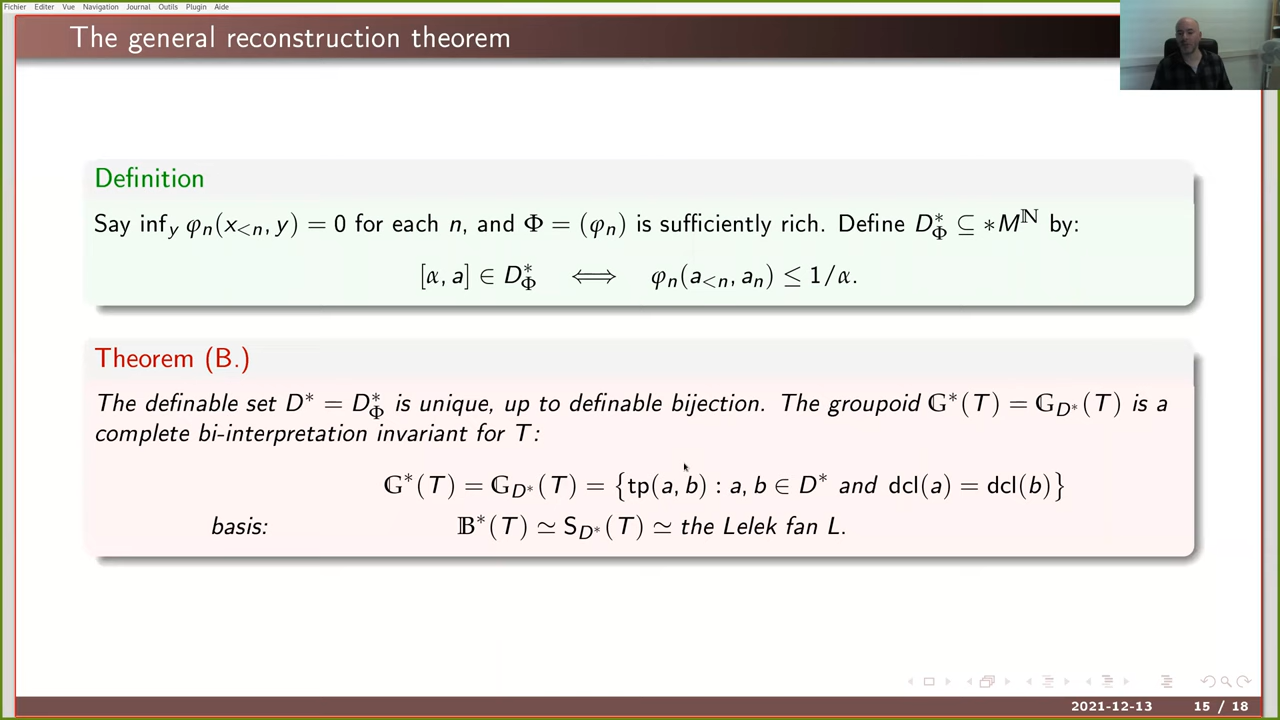 Fichier Editer Vue Navigation Journal Outils Plugin Aide
The general reconstruction theorem
Definition
Say inf_y φ_n(x_{<n}, y) = 0 for each n, and Φ = (φ_n) is sufficiently rich. Define D*_Φ ⊆ *M^ℕ by:
[α, a] ∈ D*_Φ ⟺ φ_n(a_{<n}, a_n) ≤ 1/α.
Theorem (B.)
The definable set D* = D*_Φ is unique, up to definable bijection. The groupoid 𝔾*(T) = 𝔾_{D*}(T) is a
complete bi-interpretation invariant for T:
𝔾*(T) = 𝔾_{D*}(T) = {tp(a, b) : a, b ∈ D* and dcl(a) = dcl(b)}
basis: 𝔹*(T) ≃ S_{D*}(T) ≃ the Lelek fan L.
2021-12-13 15 / 18